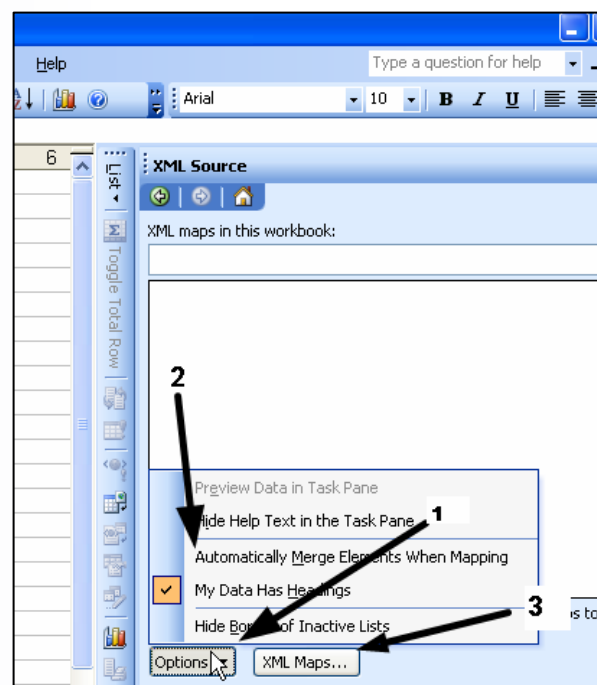 Help
Type a question for help
Arial 10 B I U
6
List
XML Source
XML maps in this workbook:
Toggle Total Row
2
Preview Data in Task Pane
Hide Help Text in the Task Pane
1
Automatically Merge Elements When Mapping
My Data Has Headings
3
Hide Borders of Inactive Lists
Options
XML Maps...